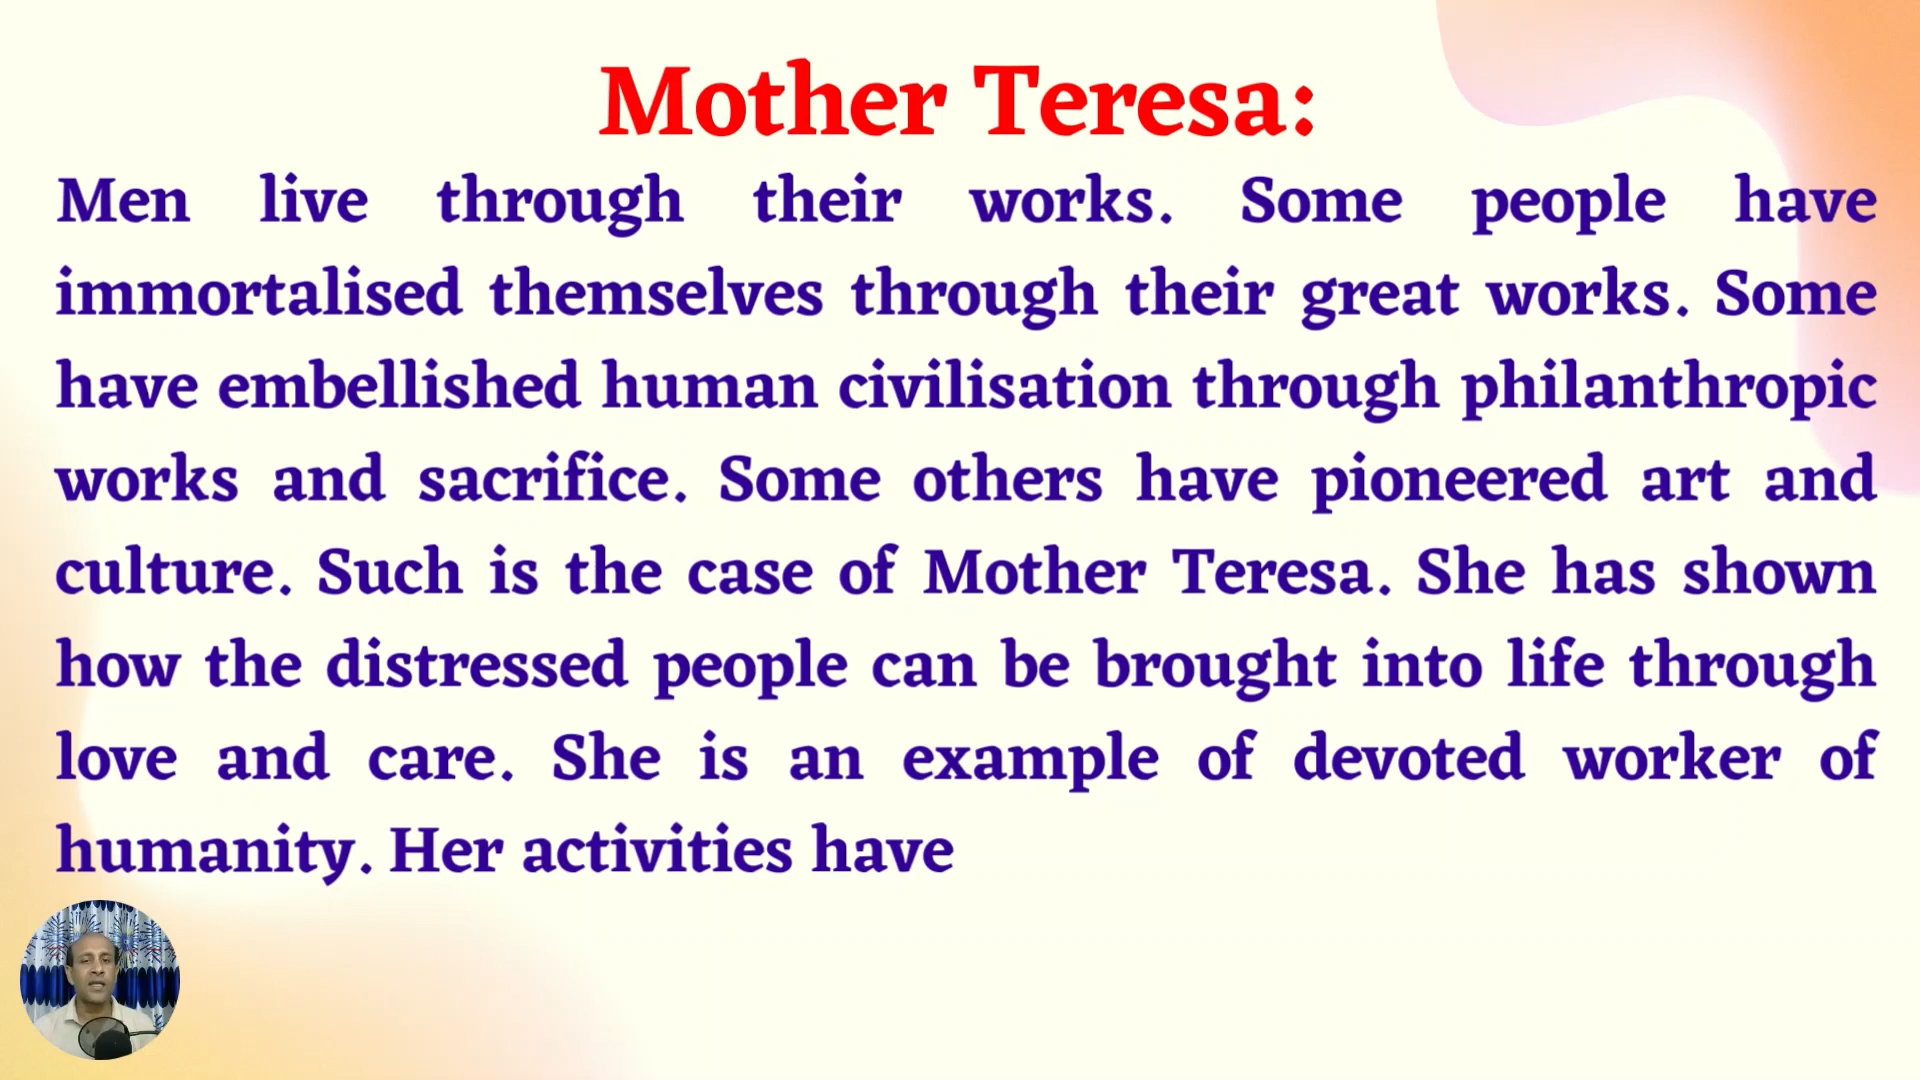 Mother Teresa:
Men live through their works. Some people have
immortalised themselves through their great works. Some
have embellished human civilisation through philanthropic
works and sacrifice. Some others have pioneered art and
culture. Such is the case of Mother Teresa. She has shown
how the distressed people can be brought into life through
love and care. She is an example of devoted worker of
humanity. Her activities have